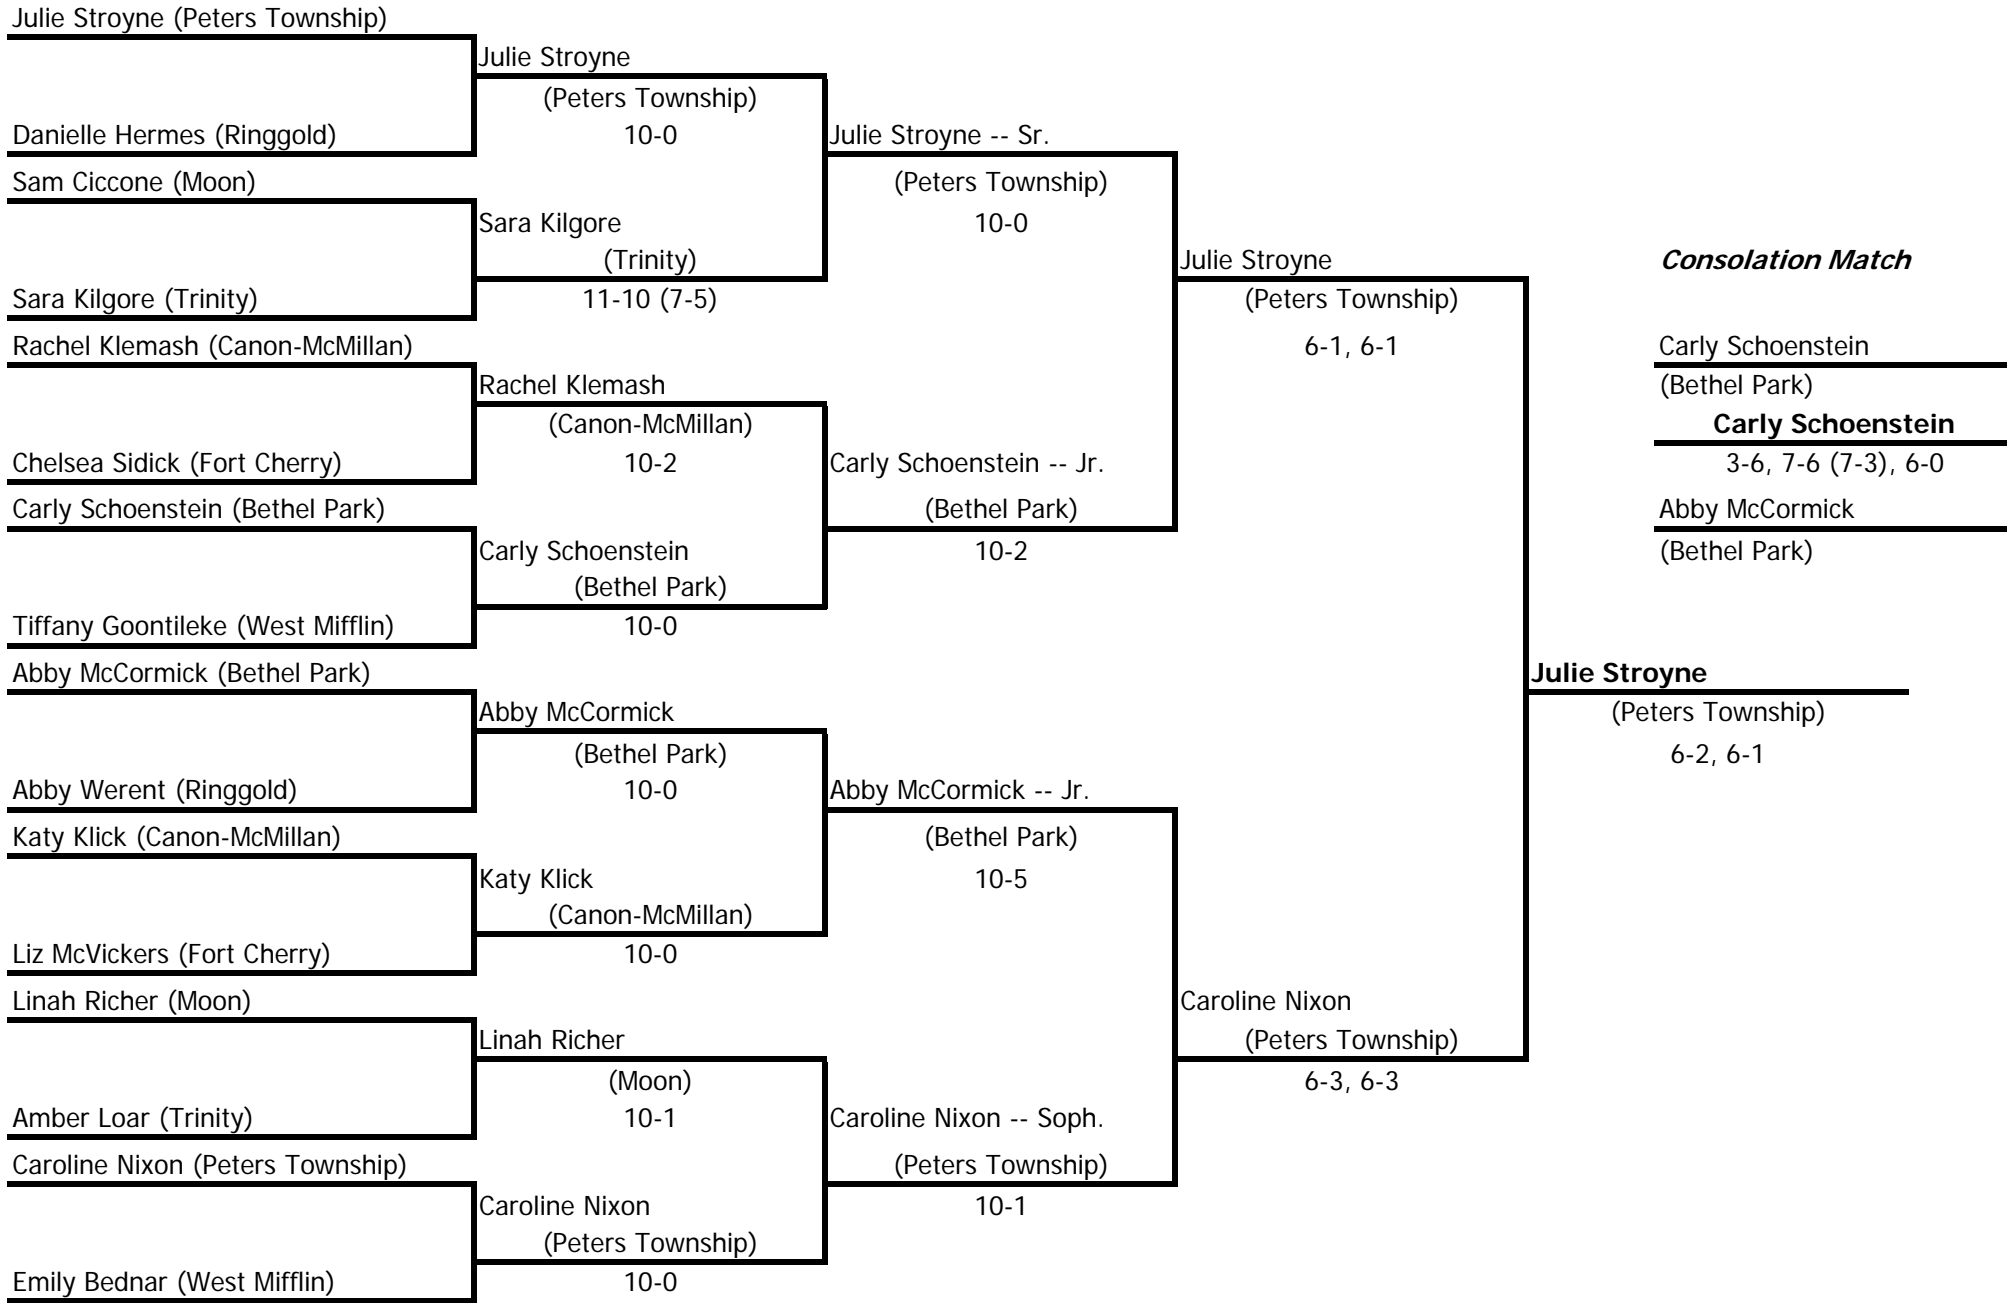 Julie Stroyne (Peters Township)
Danielle Hermes (Ringgold)
Sam Ciccone (Moon)
Sara Kilgore (Trinity)
Rachel Klemash (Canon-McMillan)
Chelsea Sidick (Fort Cherry)
Carly Schoenstein (Bethel Park)
Tiffany Goontileke (West Mifflin)
Abby McCormick (Bethel Park)
Abby Werent (Ringgold)
Katy Klick (Canon-McMillan)
Liz McVickers (Fort Cherry)
Linah Richer (Moon)
Amber Loar (Trinity)
Caroline Nixon (Peters Township)
Emily Bednar (West Mifflin)
Julie Stroyne
(Peters Township)
10-0
Sara Kilgore
(Trinity)
11-10 (7-5)
Rachel Klemash
(Canon-McMillan)
10-2
Carly Schoenstein
(Bethel Park)
10-0
Abby McCormick
(Bethel Park)
10-0
Katy Klick
(Canon-McMillan)
10-0
Linah Richer
(Moon)
10-1
Caroline Nixon
(Peters Township)
10-0
Julie Stroyne -- Sr.
(Peters Township)
10-0
Carly Schoenstein -- Jr.
(Bethel Park)
10-2
Abby McCormick -- Jr.
(Bethel Park)
10-5
Caroline Nixon -- Soph.
(Peters Township)
10-1
Julie Stroyne
(Peters Township)
6-1, 6-1
Caroline Nixon
(Peters Township)
6-3, 6-3
Julie Stroyne
(Peters Township)
6-2, 6-1
Consolation Match
Carly Schoenstein
(Bethel Park)
Carly Schoenstein
3-6, 7-6 (7-3), 6-0
Abby McCormick
(Bethel Park)